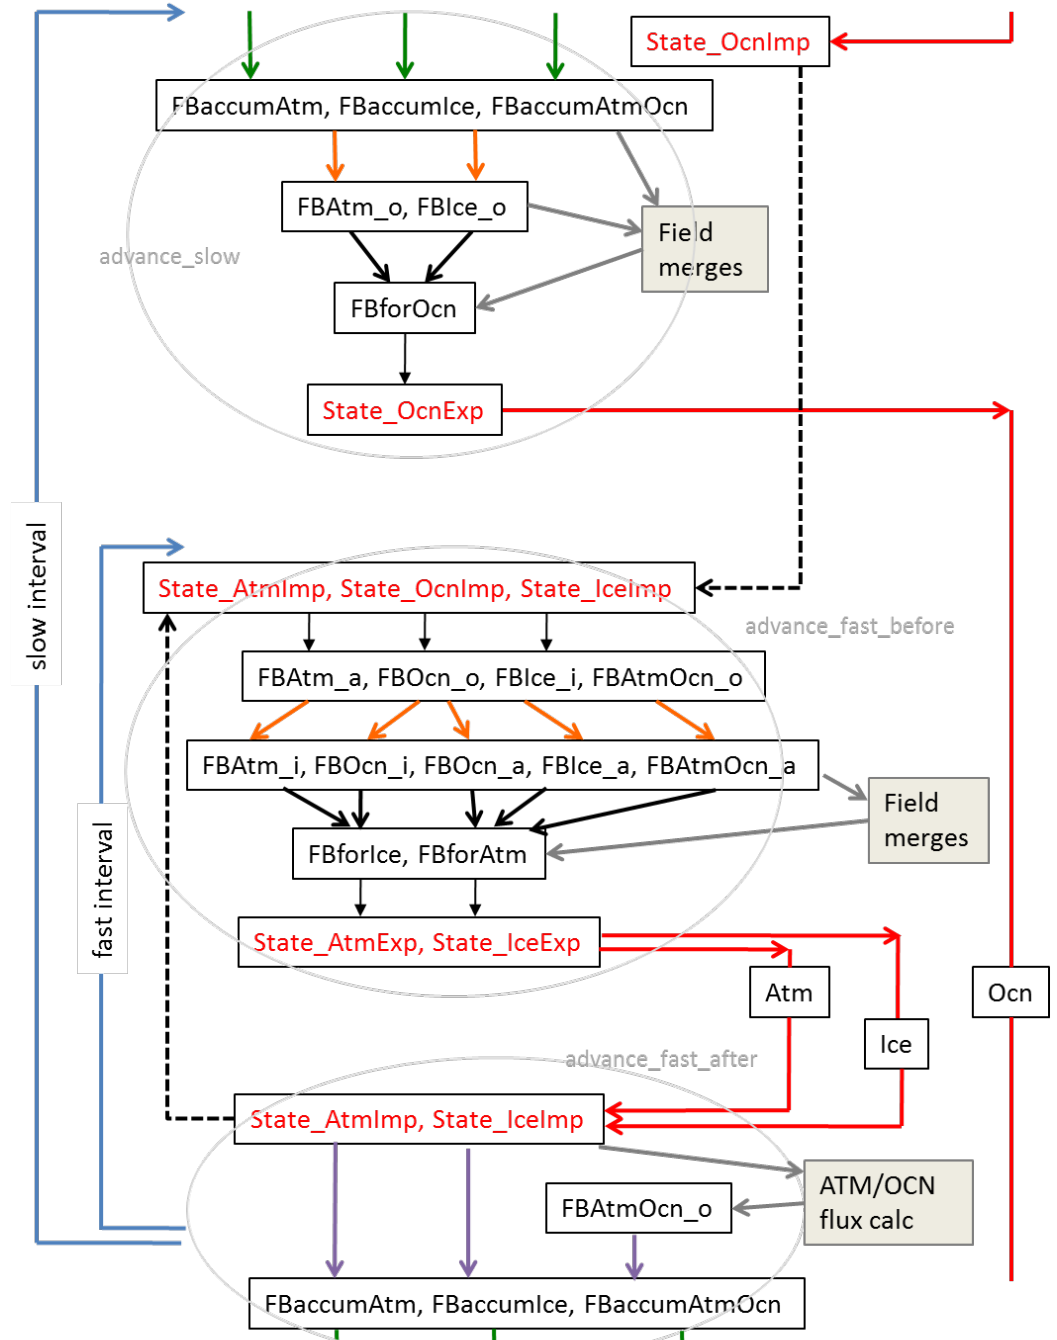 State_OcnImp
FBaccumAtm, FBaccumIce, FBaccumAtmOcn
FBAtm_o, FBIce_o
Field
merges
advance_slow
FBforOcn
State_OcnExp
slow interval
State_AtmImp, State_OcnImp, State_IceImp
advance_fast_before
FBAtm_a, FBOcn_o, FBIce_i, FBAtmOcn_o
FBAtm_i, FBOcn_i, FBOcn_a, FBIce_a, FBAtmOcn_a
Field
merges
FBforIce, FBforAtm
fast interval
State_AtmExp, State_IceExp
Atm
Ocn
Ice
advance_fast_after
State_AtmImp, State_IceImp
ATM/OCN
flux calc
FBAtmOcn_o
FBaccumAtm, FBaccumIce, FBaccumAtmOcn